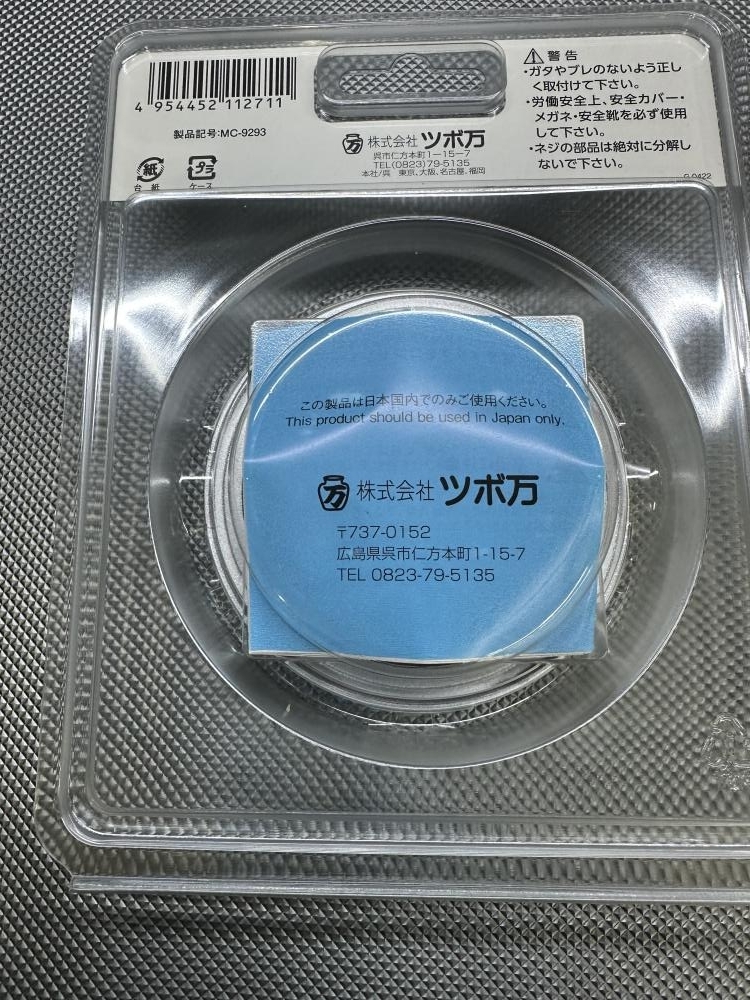 4 954452 112711
製品記号:MC-9293
紙
台 紙
プラ
ケース
万 株式会社 ツボ万
呉市仁方本町1-15-7
TEL(0823)79-5135
本社/呉 東京、大阪、名古屋、福岡
警告
・ガタやブレのないよう正し
く取付けて下さい。
・労働安全上、安全カバー・
メガネ・安全靴を必ず使用
して下さい。
・ネジの部品は絶対に分解し
ないで下さい。
G-0422
この製品は日本国内でのみご使用ください。
This product should be used in Japan only.
万 株式会社 ツボ万
〒737-0152
広島県呉市仁方本町1-15-7
TEL 0823-79-5135